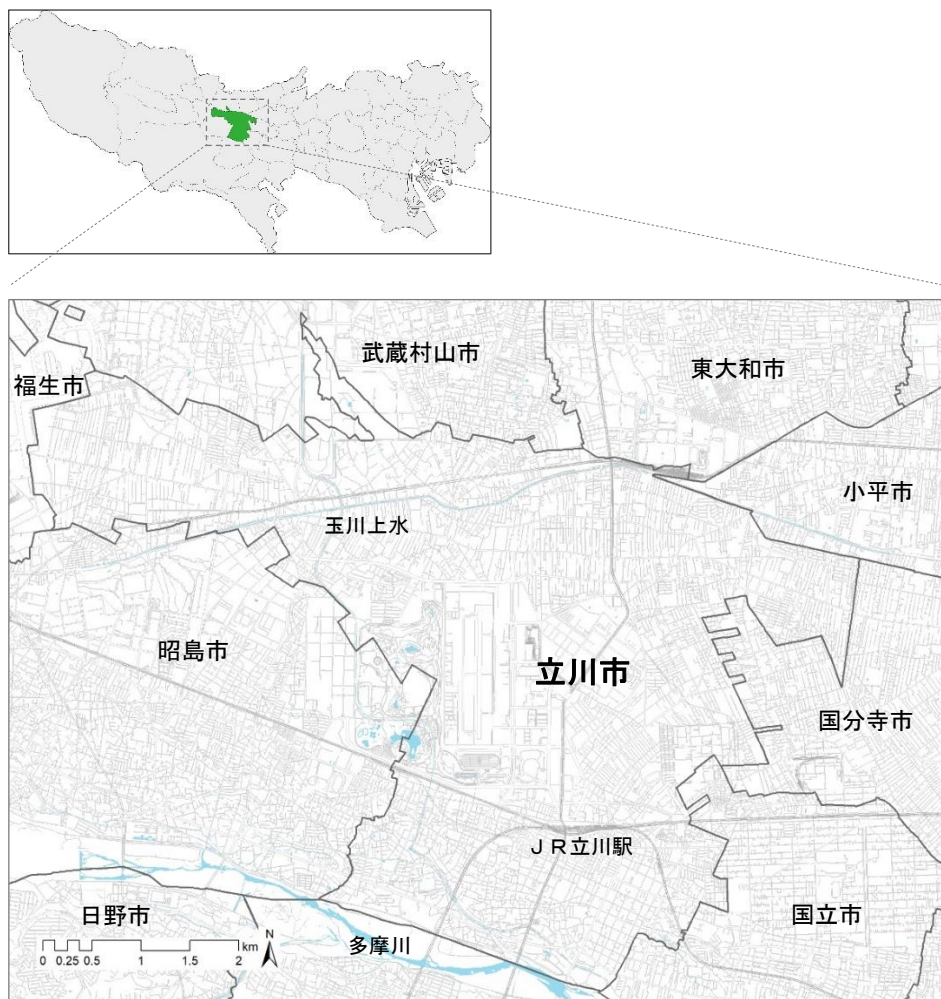 武蔵村山市
東大和市
福生市
小平市
玉川上水
昭島市
立川市
国分寺市
ＪＲ立川駅
日野市
国立市
多摩川
N
km
0 0.25 0.5 1 1.5 2